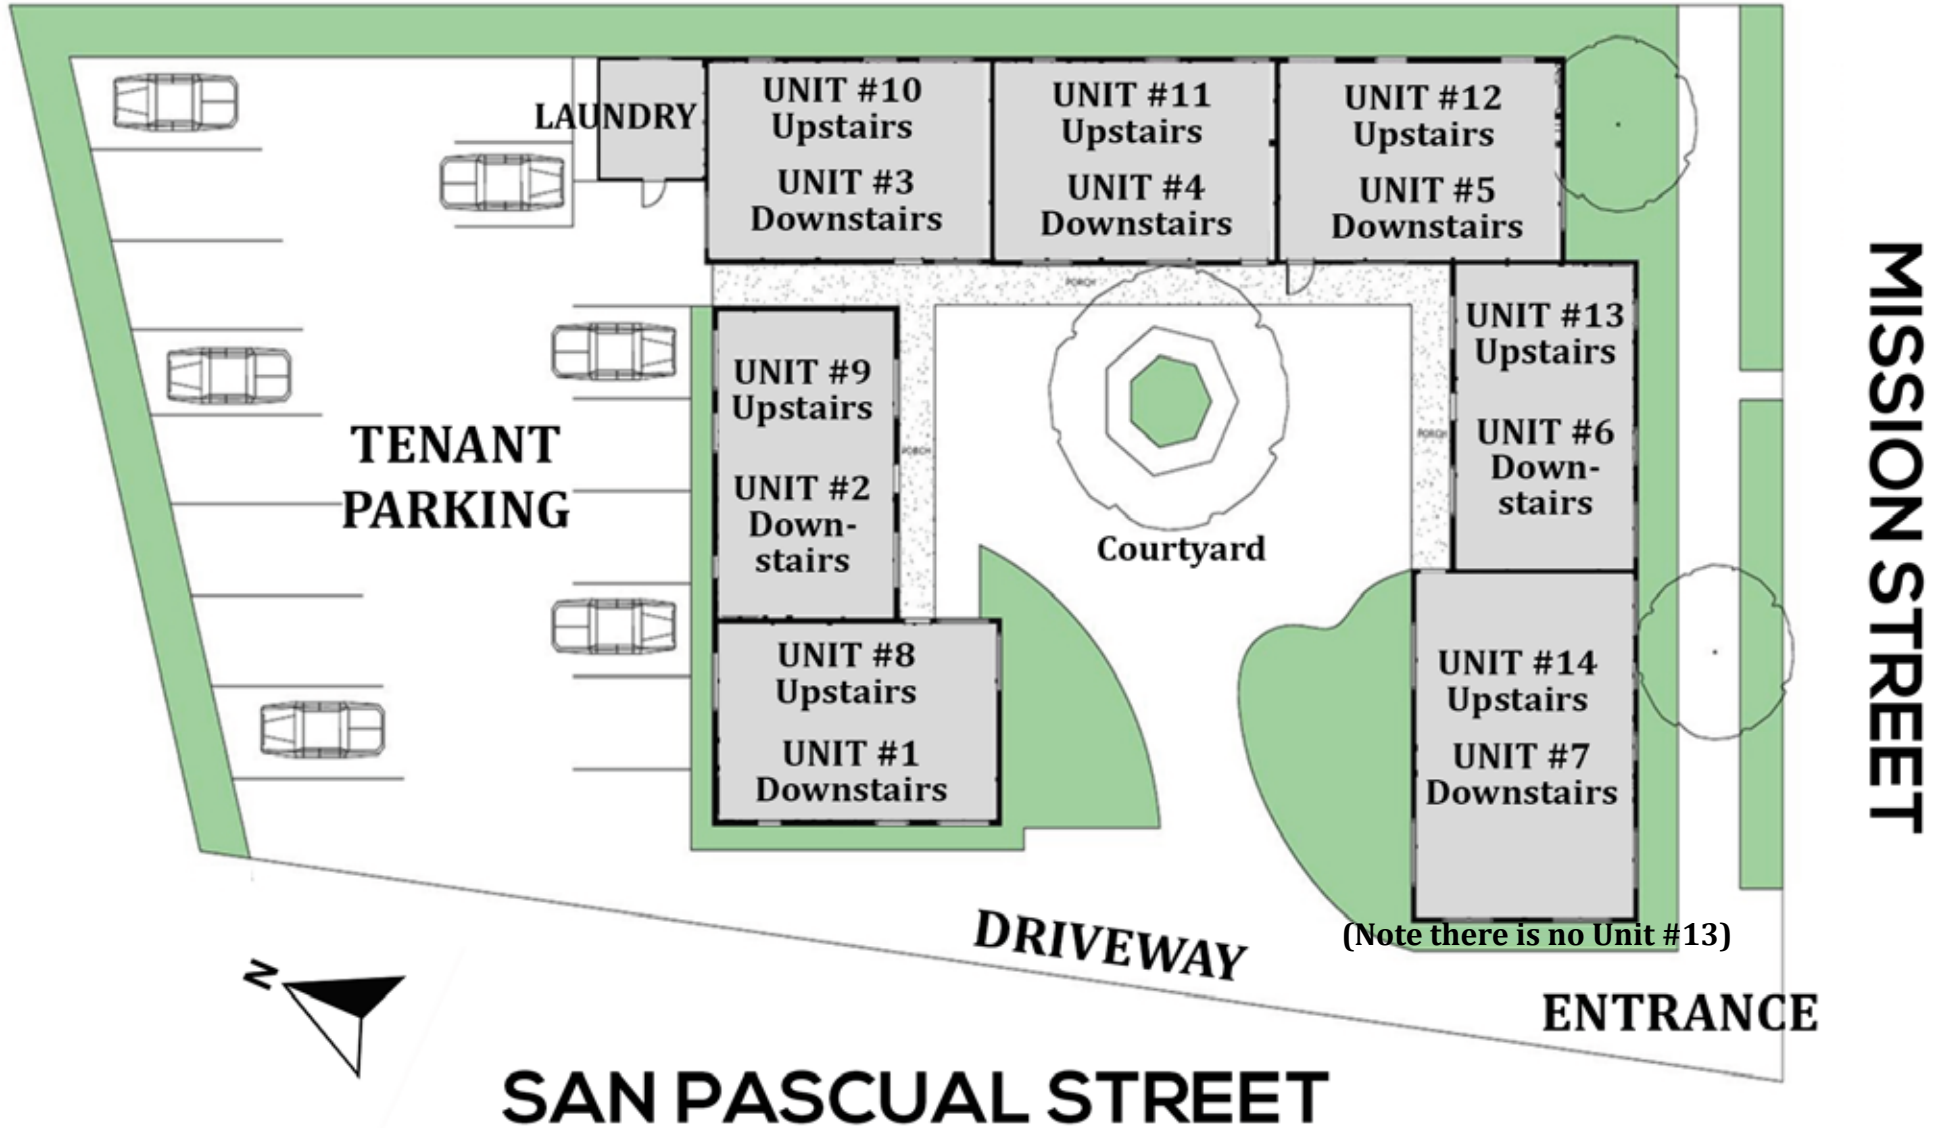 LAUNDRY
UNIT #10
Upstairs
UNIT #3
Downstairs
UNIT #11
Upstairs
UNIT #4
Downstairs
UNIT #12
Upstairs
UNIT #5
Downstairs
PORCH
UNIT #13
Upstairs
UNIT #6
Down-
stairs
PORCH
UNIT #9
Upstairs
UNIT #2
Down-
stairs
PORCH
TENANT
PARKING
Courtyard
UNIT #8
Upstairs
UNIT #1
Downstairs
UNIT #14
Upstairs
UNIT #7
Downstairs
(Note there is no Unit #13)
MISSION STREET
DRIVEWAY
ENTRANCE
N
SAN PASCUAL STREET